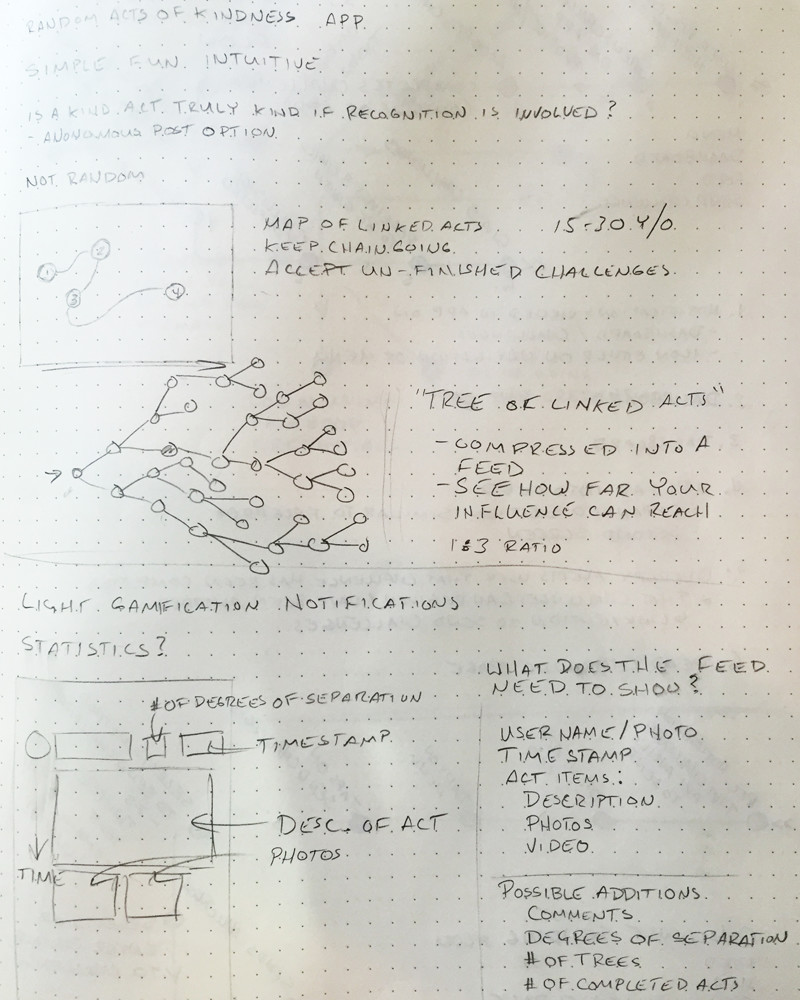 RANDOM ACTS OF KINDNESS APP
SIMPLE. FUN. INTUITIVE.
IS A KIND ACT TRULY KIND IF RECOGNITION IS INVOLVED?
- ANONOMOUS POST OPTION.
NOT RANDOM
1
2
3
4
MAP OF LINKED ACTS
15-30 Y/O.
KEEP CHAIN GOING
ACCEPT UN-FINISHED CHALLENGES.
"TREE OF LINKED ACTS"
- COMPRESSED INTO A
FEED
- SEE HOW FAR YOUR
INFLUENCE CAN REACH
1:3 RATIO
LIGHT GAMIFICATION NOTIFICATIONS
STATISTICS?
# OF DEGREES OF SEPARATION
TIMESTAMP.
DESC. OF ACT
PHOTOS.
TIME
WHAT DOES THE FEED
NEED TO SHOW?
USER NAME/PHOTO.
TIMESTAMP.
ACT ITEMS:
DESCRIPTION.
PHOTOS
VIDEO.
POSSIBLE ADDITIONS.
COMMENTS.
DEGREES OF SEPARATION
# OF TREES
# OF COMPLETED ACTS